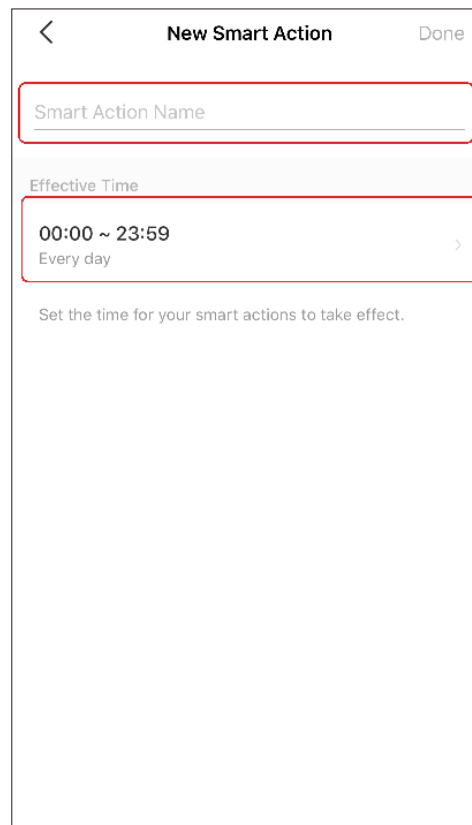 New Smart Action Done
Smart Action Name
Effective Time
00:00 ~ 23:59
Every day
Set the time for your smart actions to take effect.